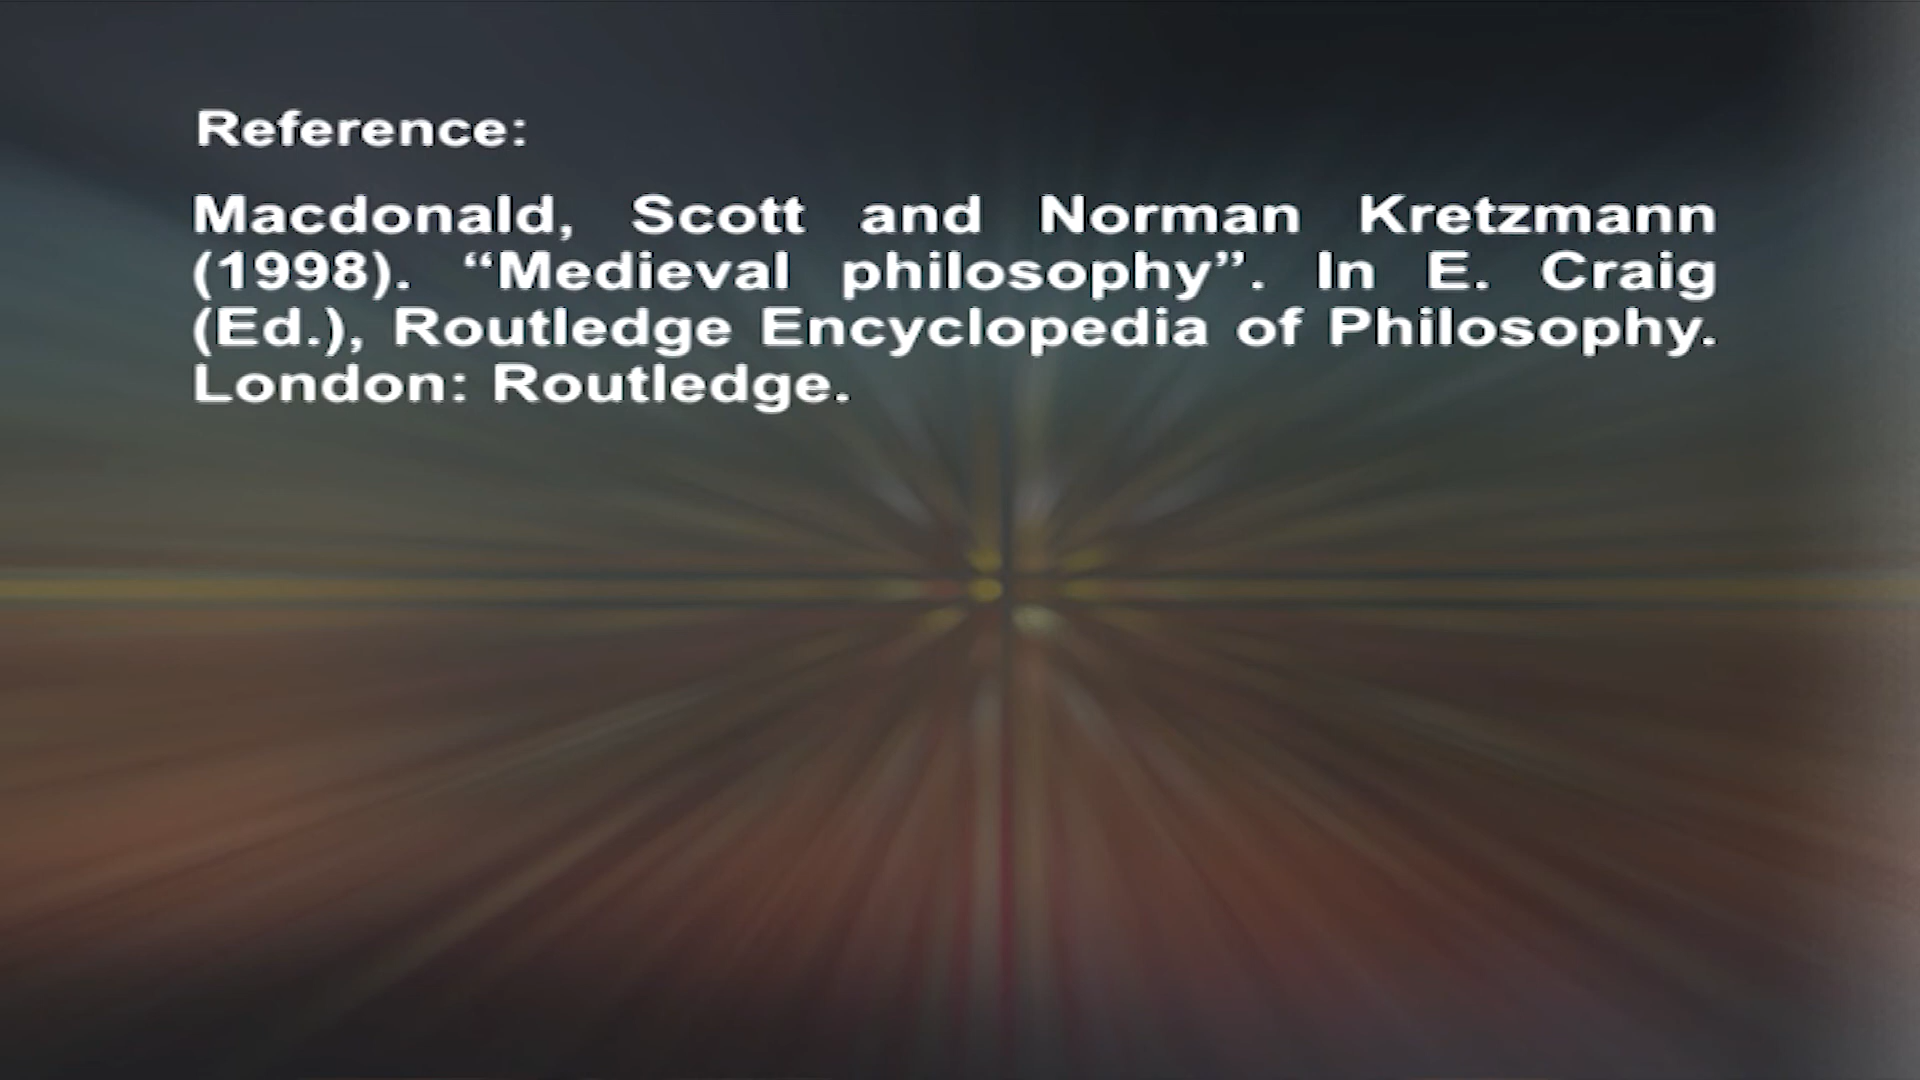 Reference:
Macdonald, Scott and Norman Kretzmann
(1998). “Medieval philosophy”. In E. Craig
(Ed.), Routledge Encyclopedia of Philosophy.
London: Routledge.